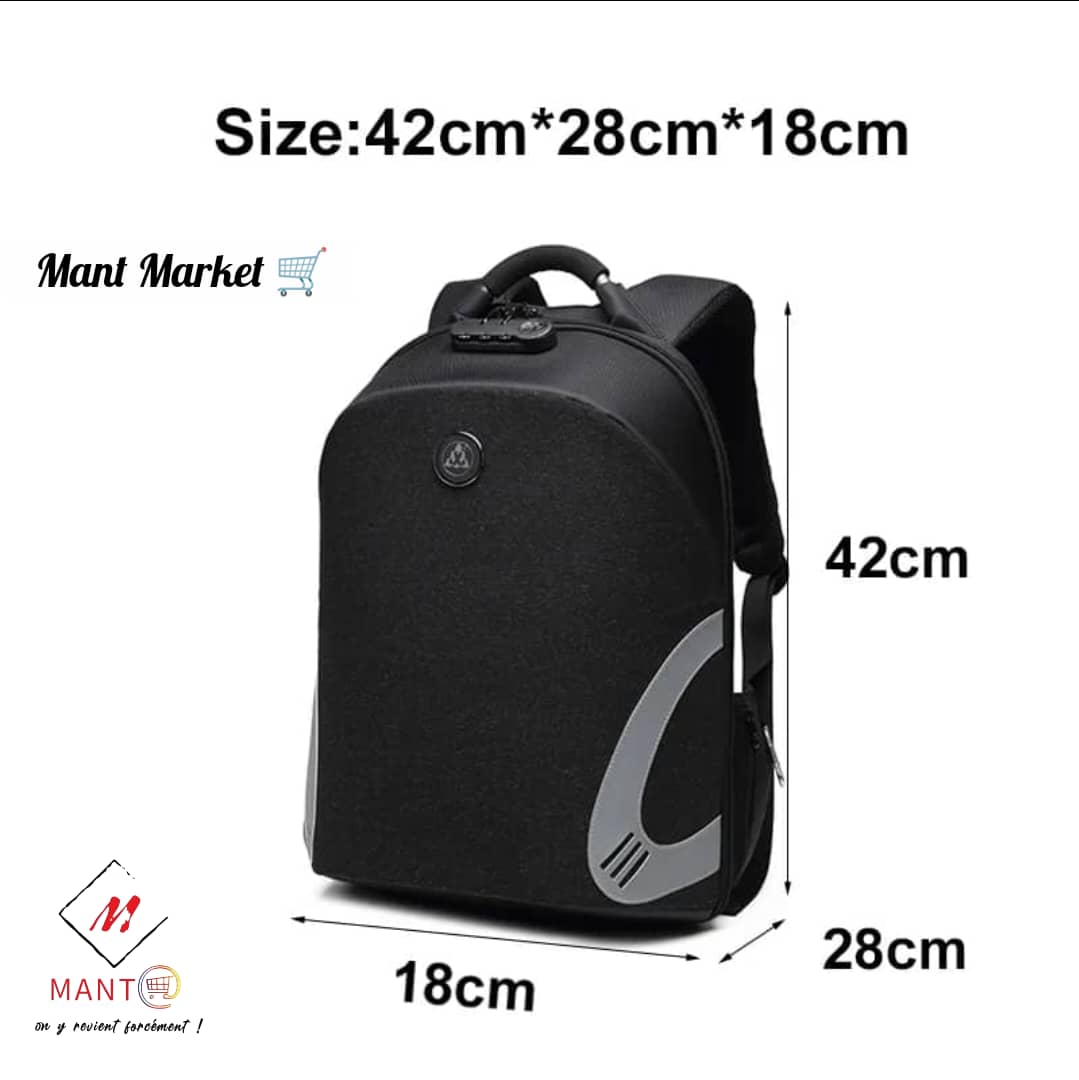 Size:42cm*28cm*18cm
Mant Market
42cm
28cm
18cm
M
MANT
on y revient forcément !